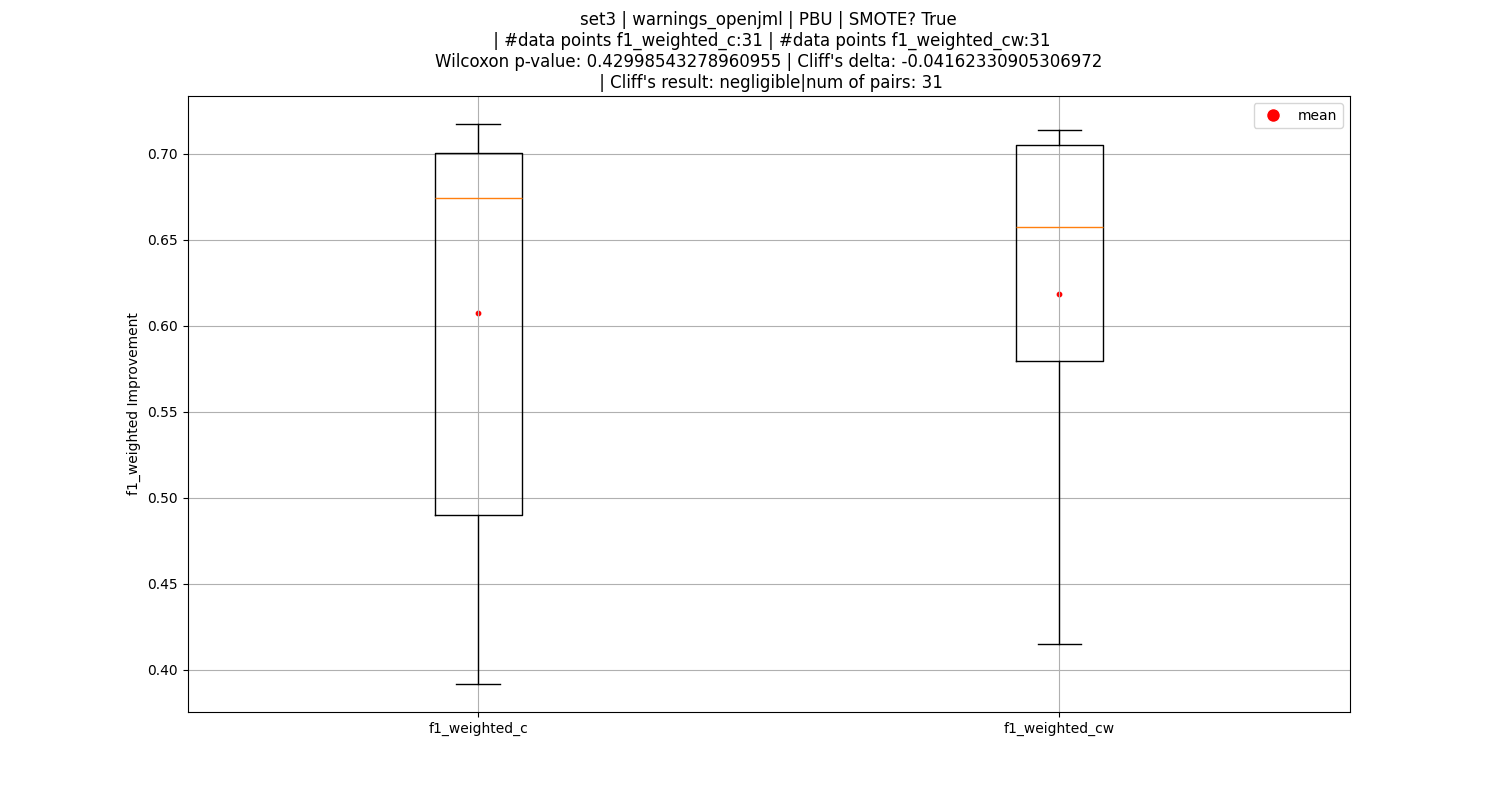 set3 | warnings_openjml | PBU | SMOTE? True
| #data points f1_weighted_c:31 | #data points f1_weighted_cw:31
Wilcoxon p-value: 0.42998543278960955 | Cliff's delta: -0.04162330905306972
| Cliff's result: negligible|num of pairs: 31
mean
0.70
0.65
0.60
0.55
0.50
0.45
0.40
f1_weighted Improvement
f1_weighted_c
f1_weighted_cw